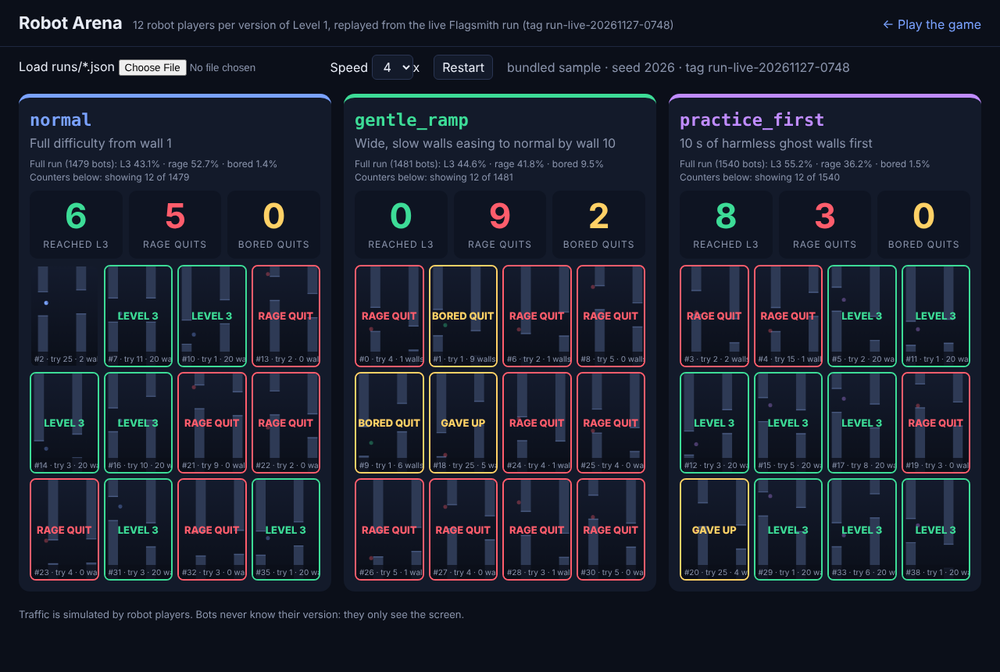 Robot Arena 12 robot players per version of Level 1, replayed from the live Flagsmith run (tag run-live-20261127-0748) ← Play the game
Load runs/*.json Choose File No file chosen Speed 4 x Restart bundled sample · seed 2026 · tag run-live-20261127-0748
normal
Full difficulty from wall 1
Full run (1479 bots): L3 43.1% · rage 52.7% · bored 1.4%
Counters below: showing 12 of 1479
6 5 0
REACHED L3 RAGE QUITS BORED QUITS
#2 · try 25 · 2 wal
LEVEL 3
#7 · try 11 · 20 wa
LEVEL 3
#10 · try 1 · 20 wa
RAGE QUIT
#13 · try 2 · 0 wall
LEVEL 3
#14 · try 3 · 20 wa
LEVEL 3
#16 · try 10 · 20 w
RAGE QUIT
#21 · try 9 · 0 wall
RAGE QUIT
#22 · try 2 · 0 wal
RAGE QUIT
#23 · try 4 · 0 wa
LEVEL 3
#31 · try 3 · 20 wa
RAGE QUIT
#32 · try 3 · 0 wal
LEVEL 3
#35 · try 1 · 20 wa
gentle_ramp
Wide, slow walls easing to normal by wall 10
Full run (1481 bots): L3 44.6% · rage 41.8% · bored 9.5%
Counters below: showing 12 of 1481
0 9 2
REACHED L3 RAGE QUITS BORED QUITS
RAGE QUIT
#0 · try 4 · 1 walls
BORED QUIT
#1 · try 1 · 9 walls
RAGE QUIT
#6 · try 2 · 1 walls
RAGE QUIT
#8 · try 5 · 0 walls
BORED QUIT
#9 · try 1 · 6 walls
GAVE UP
#18 · try 25 · 5 w
RAGE QUIT
#24 · try 4 · 1 wal
RAGE QUIT
#25 · try 4 · 0 wal
RAGE QUIT
#26 · try 5 · 1 wall
RAGE QUIT
#27 · try 4 · 0 wal
RAGE QUIT
#28 · try 3 · 1 wall
RAGE QUIT
#30 · try 5 · 0 wa
practice_first
10 s of harmless ghost walls first
Full run (1540 bots): L3 55.2% · rage 36.2% · bored 1.5%
Counters below: showing 12 of 1540
8 3 0
REACHED L3 RAGE QUITS BORED QUITS
RAGE QUIT
#3 · try 2 · 2 walls
RAGE QUIT
#4 · try 15 · 1 wall
LEVEL 3
#5 · try 2 · 20 wal
LEVEL 3
#11 · try 1 · 20 wa
LEVEL 3
#12 · try 3 · 20 wa
LEVEL 3
#15 · try 5 · 20 wa
LEVEL 3
#17 · try 8 · 20 w
RAGE QUIT
#19 · try 3 · 0 wal
GAVE UP
#20 · try 25 · 4 w
LEVEL 3
#29 · try 1 · 20 wa
LEVEL 3
#33 · try 6 · 20 w
LEVEL 3
#38 · try 1 · 20 w
Traffic is simulated by robot players. Bots never know their version: they only see the screen.